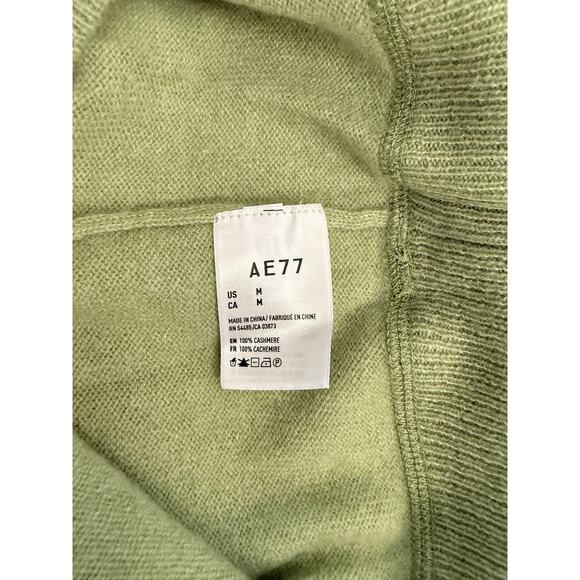 AE77
US M
CA M
MADE IN CHINA/ FABRIQUÉ EN CHINE
RN 54485/CA 03873
EN 100% CASHMERE
FR 100% CACHEMIRE